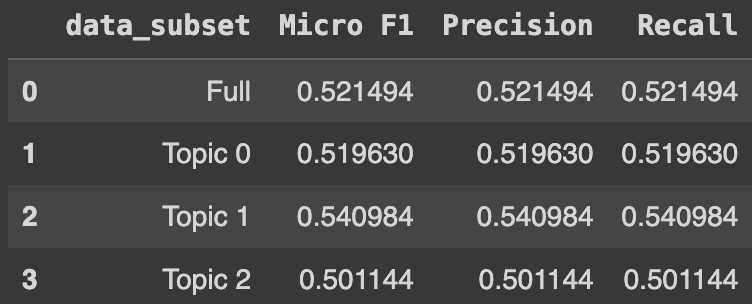 data_subset Micro F1 Precision Recall
0 Full 0.521494 0.521494 0.521494
1 Topic 0 0.519630 0.519630 0.519630
2 Topic 1 0.540984 0.540984 0.540984
3 Topic 2 0.501144 0.501144 0.501144